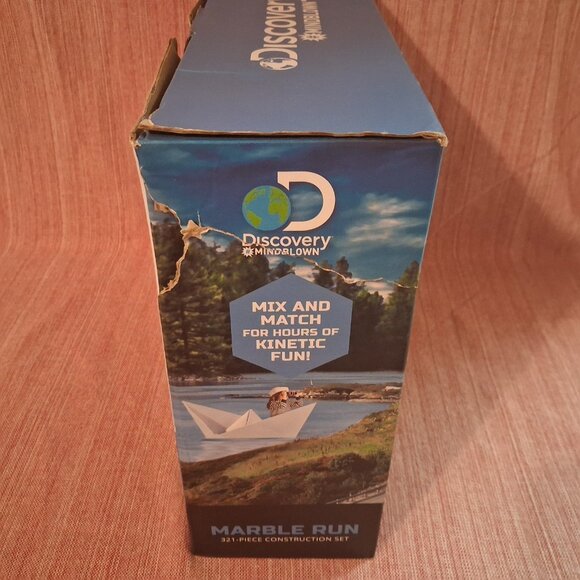 Discovery
MINDBLOWN
Discovery
MINDBLOWN
MIX AND
MATCH
FOR HOURS OF
KINETIC
FUN!
MARBLE RUN
321-PIECE CONSTRUCTION SET